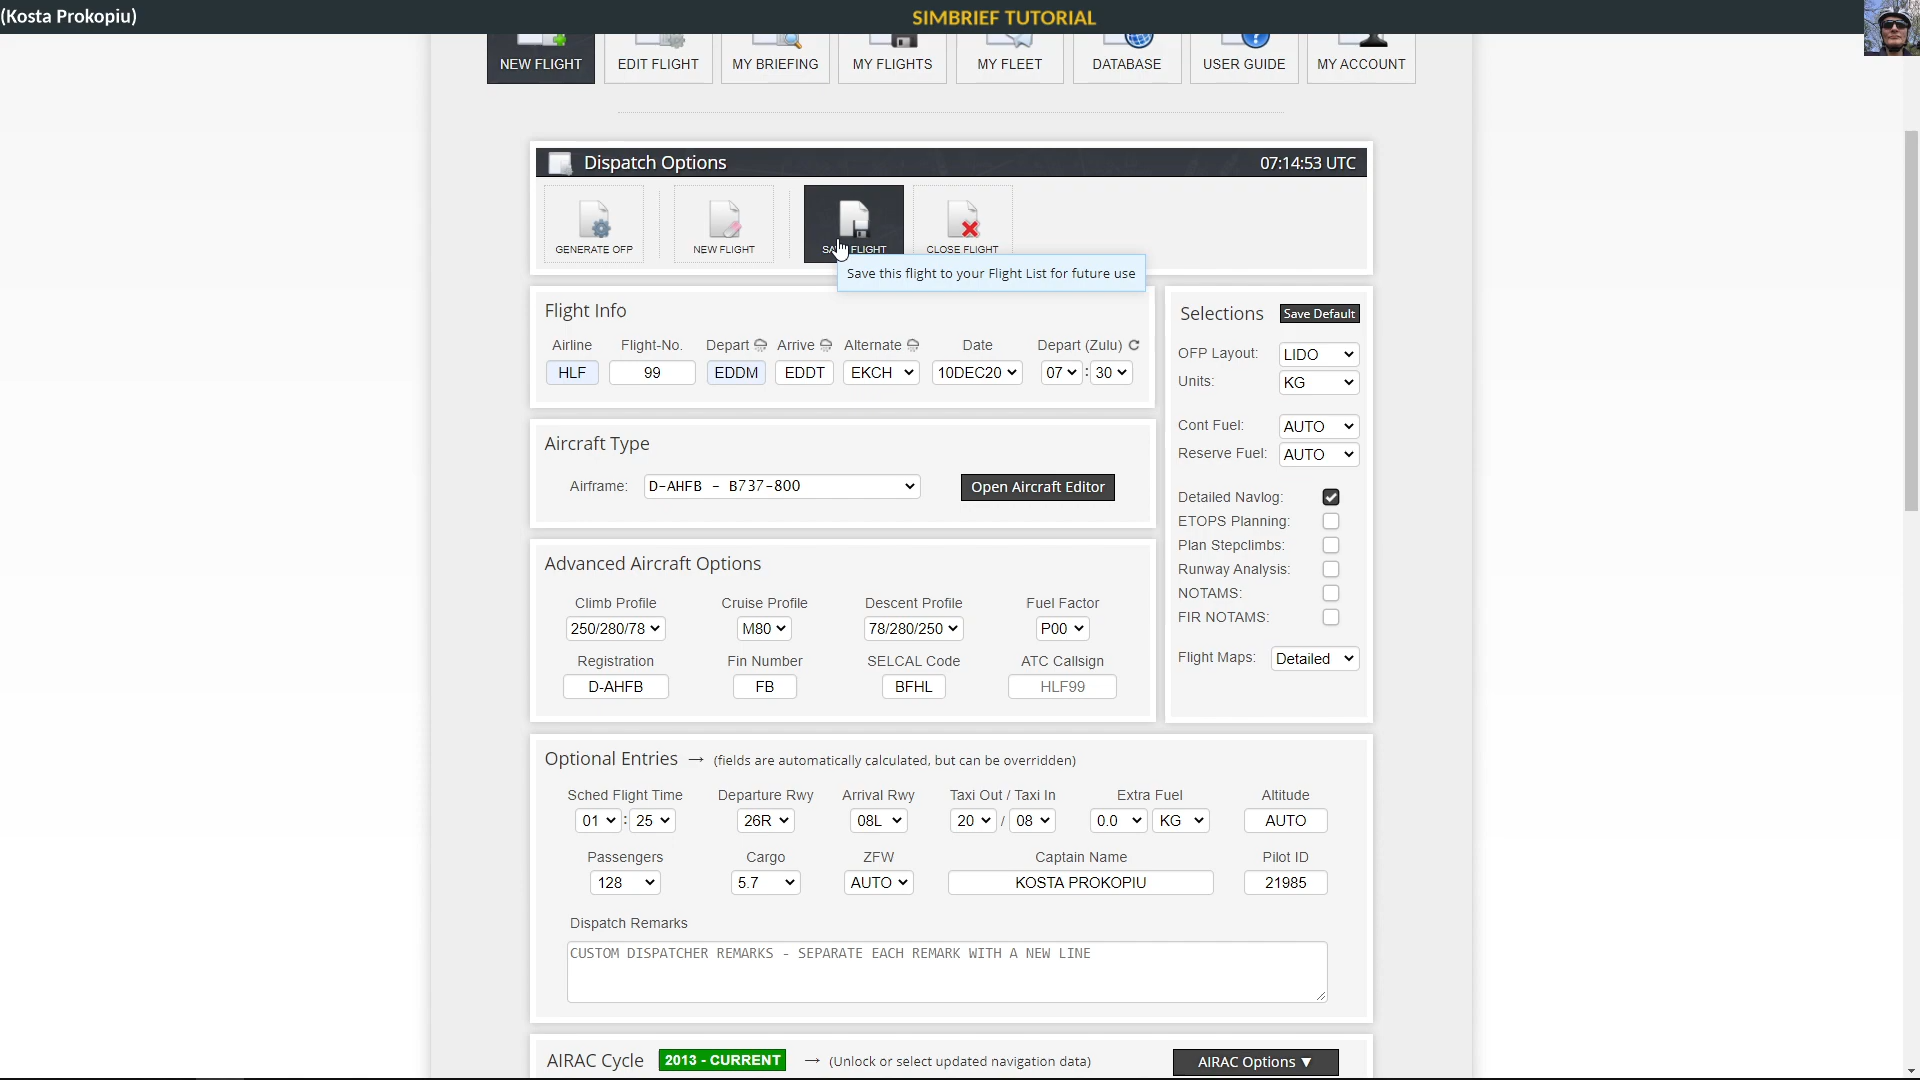 (Kosta Prokopiu)
SIMBRIEF TUTORIAL
NEW FLIGHT EDIT FLIGHT MY BRIEFING MY FLIGHTS MY FLEET DATABASE USER GUIDE MY ACCOUNT
Dispatch Options 07:14:53 UTC
GENERATE OFP NEW FLIGHT SAVE FLIGHT CLOSE FLIGHT
Save this flight to your Flight List for future use
Flight Info
Airline Flight-No. Depart Arrive Alternate Date Depart (Zulu)
HLF 99 EDDM EDDT EKCH 10DEC20 07 : 30
Aircraft Type
Airframe: D-AHFB - B737-800 Open Aircraft Editor
Advanced Aircraft Options
Climb Profile Cruise Profile Descent Profile Fuel Factor
250/280/78 M80 78/280/250 P00
Registration Fin Number SELCAL Code ATC Callsign
D-AHFB FB BFHL HLF99
Selections Save Default
OFP Layout: LIDO
Units: KG
Cont Fuel: AUTO
Reserve Fuel: AUTO
Detailed Navlog:
ETOPS Planning:
Plan Stepclimbs:
Runway Analysis:
NOTAMS:
FIR NOTAMS:
Flight Maps: Detailed
Optional Entries → (fields are automatically calculated, but can be overridden)
Sched Flight Time Departure Rwy Arrival Rwy Taxi Out / Taxi In Extra Fuel Altitude
01 : 25 26R 08L 20 / 08 0.0 KG AUTO
Passengers Cargo ZFW Captain Name Pilot ID
128 5.7 AUTO KOSTA PROKOPIU 21985
Dispatch Remarks
CUSTOM DISPATCHER REMARKS - SEPARATE EACH REMARK WITH A NEW LINE
AIRAC Cycle 2013 - CURRENT → (Unlock or select updated navigation data) AIRAC Options ▼